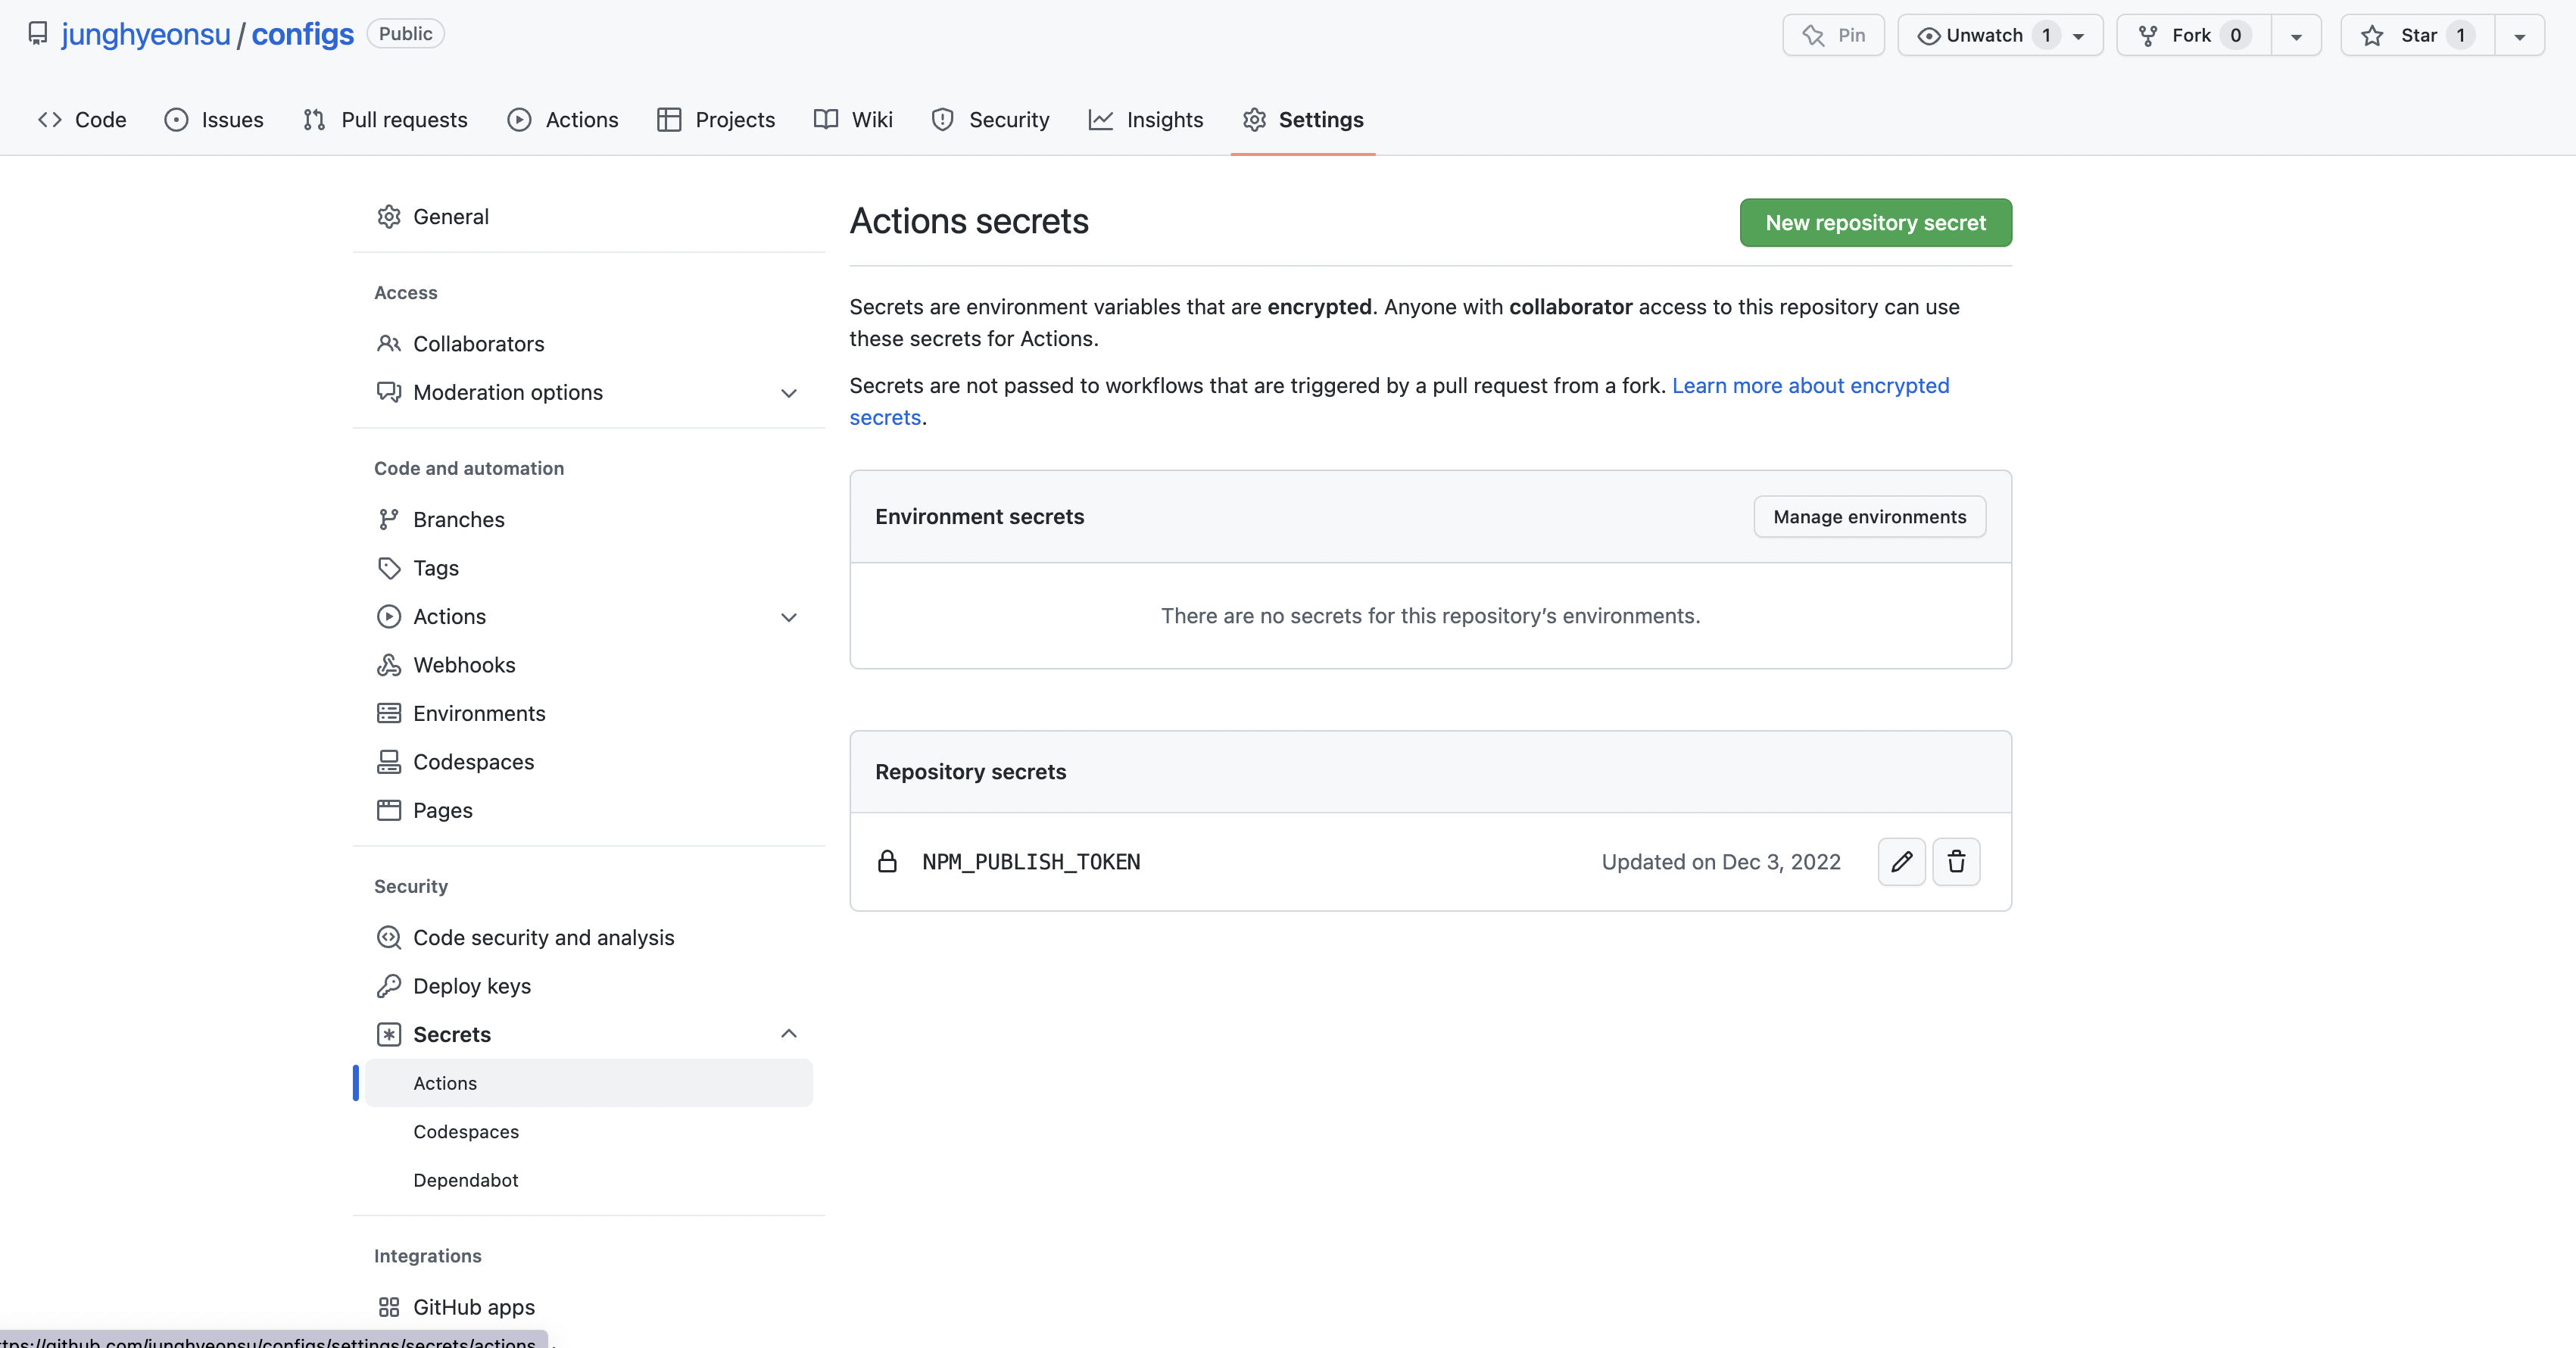 junghyeonsu / configs Public
Pin Unwatch 1 Fork 0 Star 1
Code Issues Pull requests Actions Projects Wiki Security Insights Settings
General
Access
Collaborators
Moderation options
Code and automation
Branches
Tags
Actions
Webhooks
Environments
Codespaces
Pages
Security
Code security and analysis
Deploy keys
Secrets
Actions
Codespaces
Dependabot
Integrations
GitHub apps
Actions secrets
New repository secret
Secrets are environment variables that are encrypted. Anyone with collaborator access to this repository can use
these secrets for Actions.
Secrets are not passed to workflows that are triggered by a pull request from a fork. Learn more about encrypted
secrets.
Environment secrets
Manage environments
There are no secrets for this repository’s environments.
Repository secrets
NPM_PUBLISH_TOKEN
Updated on Dec 3, 2022
tps://github.com/junghyeonsu/configs/settings/secrets/actions